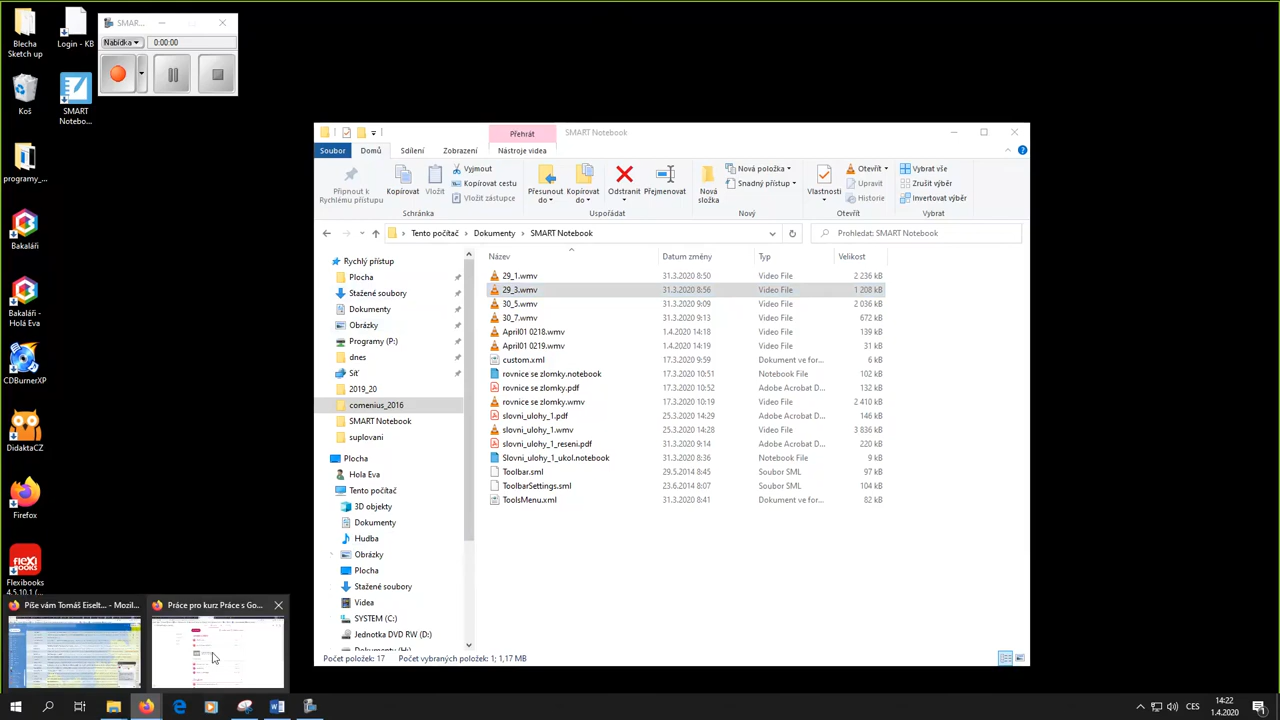 Blecha
Sketch up
Login - KB
SMAR...
Nabídka
0:00:00
Koš
SMART
Notebo...
programy_...
Bakaláři
Bakaláři -
Holá Eva
CDBurnerXP
DidaktaCZ
Firefox
Flexibooks
4.5.10.1 (...
Přehrát
SMART Notebook
Soubor
Domů
Sdílení
Zobrazení
Nástroje videa
Připnout k
Rychlému přístupu
Kopírovat
Vložit
Vyjmout
Kopírovat cestu
Vložit zástupce
Schránka
Přesunout
do
Kopírovat
do
Odstranit
Přejmenovat
Uspořádat
Nová
složka
Nová položka
Snadný přístup
Nový
Vlastnosti
Otevřít
Upravit
Historie
Otevřít
Vybrat vše
Zrušit výběr
Invertovat výběr
Vybrat
Tento počítač > Dokumenty > SMART Notebook
Prohledat: SMART Notebook
Název Datum změny Typ Velikost
29_1.wmv 31.3.2020 8:50 Video File 2 236 kB
29_3.wmv 31.3.2020 8:56 Video File 1 208 kB
30_5.wmv 31.3.2020 9:09 Video File 2 036 kB
30_7.wmv 31.3.2020 9:13 Video File 672 kB
April01 0218.wmv 1.4.2020 14:18 Video File 139 kB
April01 0219.wmv 1.4.2020 14:19 Video File 31 kB
custom.xml 17.3.2020 9:59 Dokument ve for... 6 kB
rovnice se zlomky.notebook 17.3.2020 10:51 Notebook File 102 kB
rovnice se zlomky.pdf 17.3.2020 10:52 Adobe Acrobat D... 132 kB
rovnice se zlomky.wmv 17.3.2020 10:19 Video File 2 410 kB
slovni_ulohy_1.pdf 25.3.2020 14:29 Adobe Acrobat D... 146 kB
slovni_ulohy_1.wmv 25.3.2020 14:28 Video File 3 836 kB
slovni_ulohy_1_reseni.pdf 31.3.2020 9:14 Adobe Acrobat D... 220 kB
Slovni_ulohy_1_ukol.notebook 31.3.2020 8:36 Notebook File 9 kB
Toolbar.sml 29.5.2014 8:45 Soubor SML 97 kB
ToolbarSettings.sml 23.6.2014 8:07 Soubor SML 104 kB
ToolsMenu.xml 31.3.2020 8:41 Dokument ve for... 82 kB
Rychlý přístup
Plocha
Stažené soubory
Dokumenty
Obrázky
Programy (P:)
dnes
Síť
2019_20
comenius_2016
SMART Notebook
suplovani
Plocha
Hola Eva
Tento počítač
3D objekty
Dokumenty
Hudba
Obrázky
Plocha
Stažené soubory
Videa
SYSTEM (C:)
Jednotka DVD RW (D:)
Počet položek: 17
Počet vybraných položek
Píše vám Tomáš Eiselt... - Mozil...
Práce pro kurz Práce s Go...
CES
14:22
1.4.2020
1